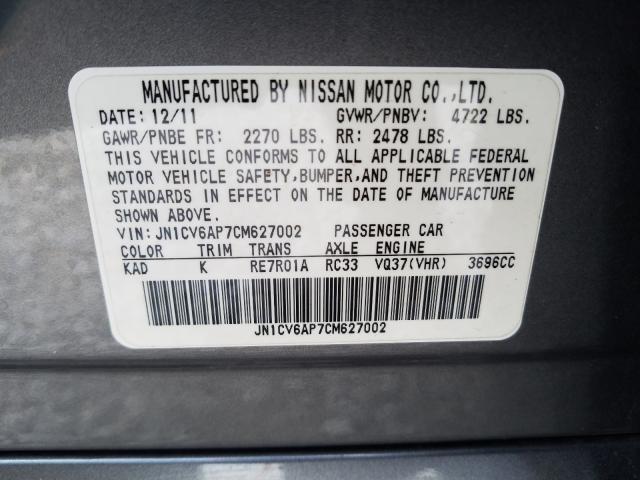 MANUFACTURED BY NISSAN MOTOR CO.,LTD.
DATE: 12/11 GVWR/PNBV: 4722 LBS.
GAWR/PNBE FR: 2270 LBS. RR: 2478 LBS.
THIS VEHICLE CONFORMS TO ALL APPLICABLE FEDERAL
MOTOR VEHICLE SAFETY,BUMPER,AND THEFT PREVENTION
STANDARDS IN EFFECT ON THE DATE OF MANUFACTURE
SHOWN ABOVE.
VIN: JN1CV6AP7CM627002 PASSENGER CAR
COLOR TRIM TRANS AXLE ENGINE
KAD K RE7R01A RC33 VQ37(VHR) 3696CC
JN1CV6AP7CM627002